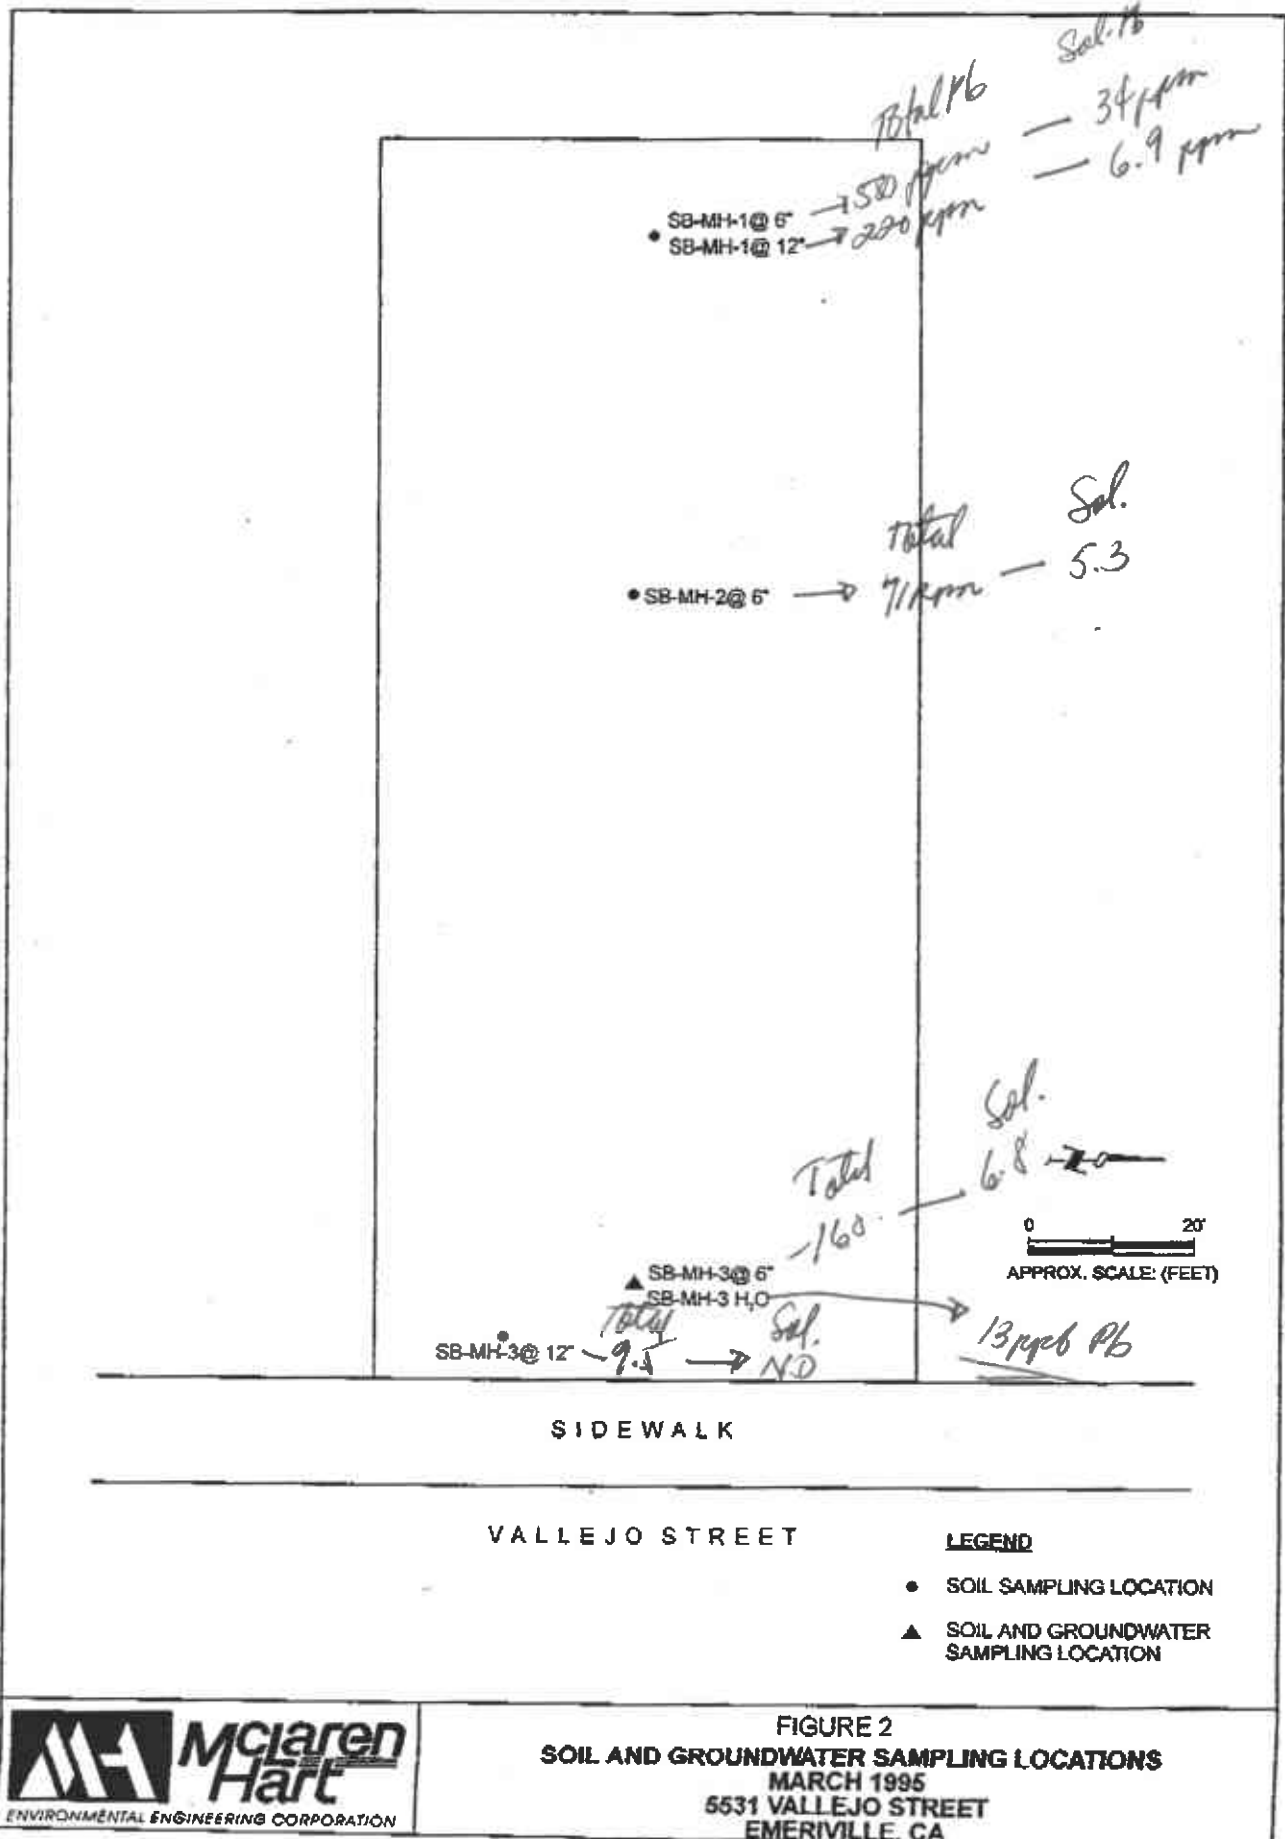 Sol. Pb
Total Pb
SB-MH-1@ 6" → 580 ppm — 34 ppm
SB-MH-1@ 12" → 220 ppm — 6.9 ppm
Total Sol.
SB-MH-2@ 6" → 71 ppm — 5.3
Sol.
Total
160 — 6.8
0 20'
APPROX. SCALE: (FEET)
SB-MH-3@ 6"
SB-MH-3 H₂O → 13 ppb Pb
Total Sol.
SB-MH-3@ 12" → ND
SIDEWALK
VALLEJO STREET
LEGEND
● SOIL SAMPLING LOCATION
▲ SOIL AND GROUNDWATER
SAMPLING LOCATION
McLaren
Hart
ENVIRONMENTAL ENGINEERING CORPORATION
FIGURE 2
SOIL AND GROUNDWATER SAMPLING LOCATIONS
MARCH 1995
5531 VALLEJO STREET
EMERIVILLE, CA